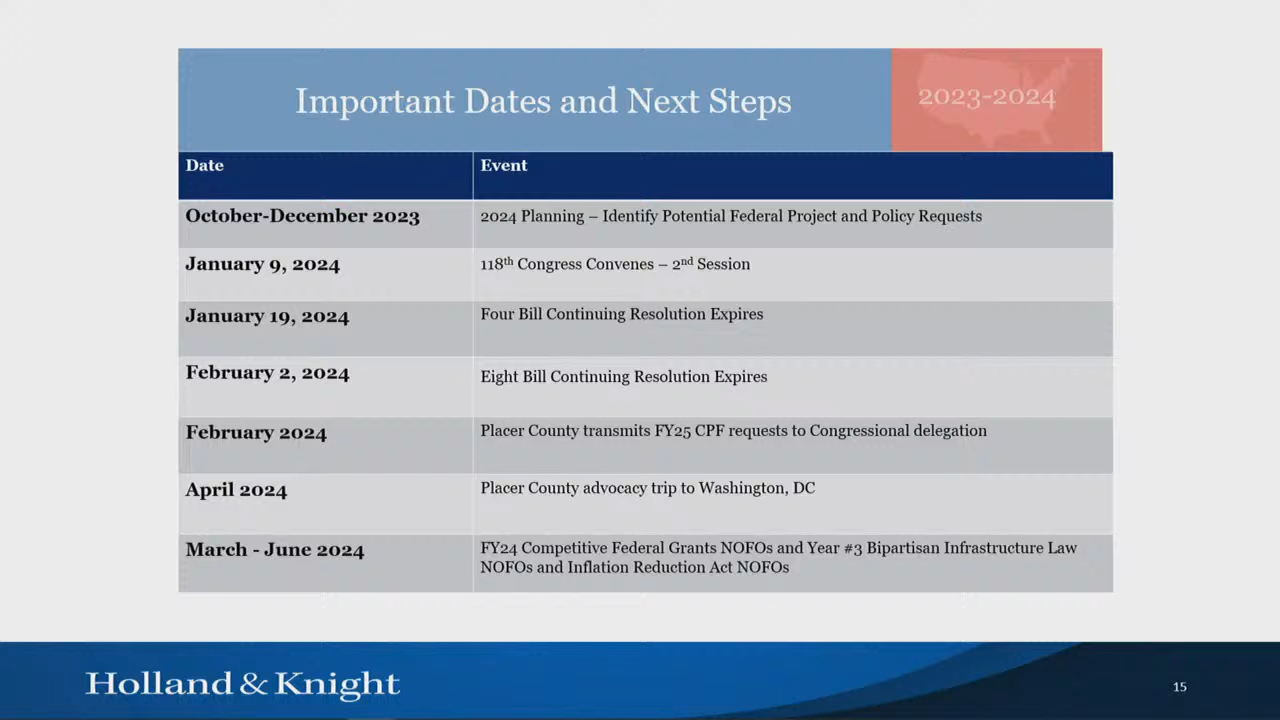 Important Dates and Next Steps
2023-2024
Date
Event
October-December 2023
2024 Planning – Identify Potential Federal Project and Policy Requests
January 9, 2024
118th Congress Convenes – 2nd Session
January 19, 2024
Four Bill Continuing Resolution Expires
February 2, 2024
Eight Bill Continuing Resolution Expires
February 2024
Placer County transmits FY25 CPF requests to Congressional delegation
April 2024
Placer County advocacy trip to Washington, DC
March - June 2024
FY24 Competitive Federal Grants NOFOs and Year #3 Bipartisan Infrastructure Law
NOFOs and Inflation Reduction Act NOFOs
Holland & Knight
15